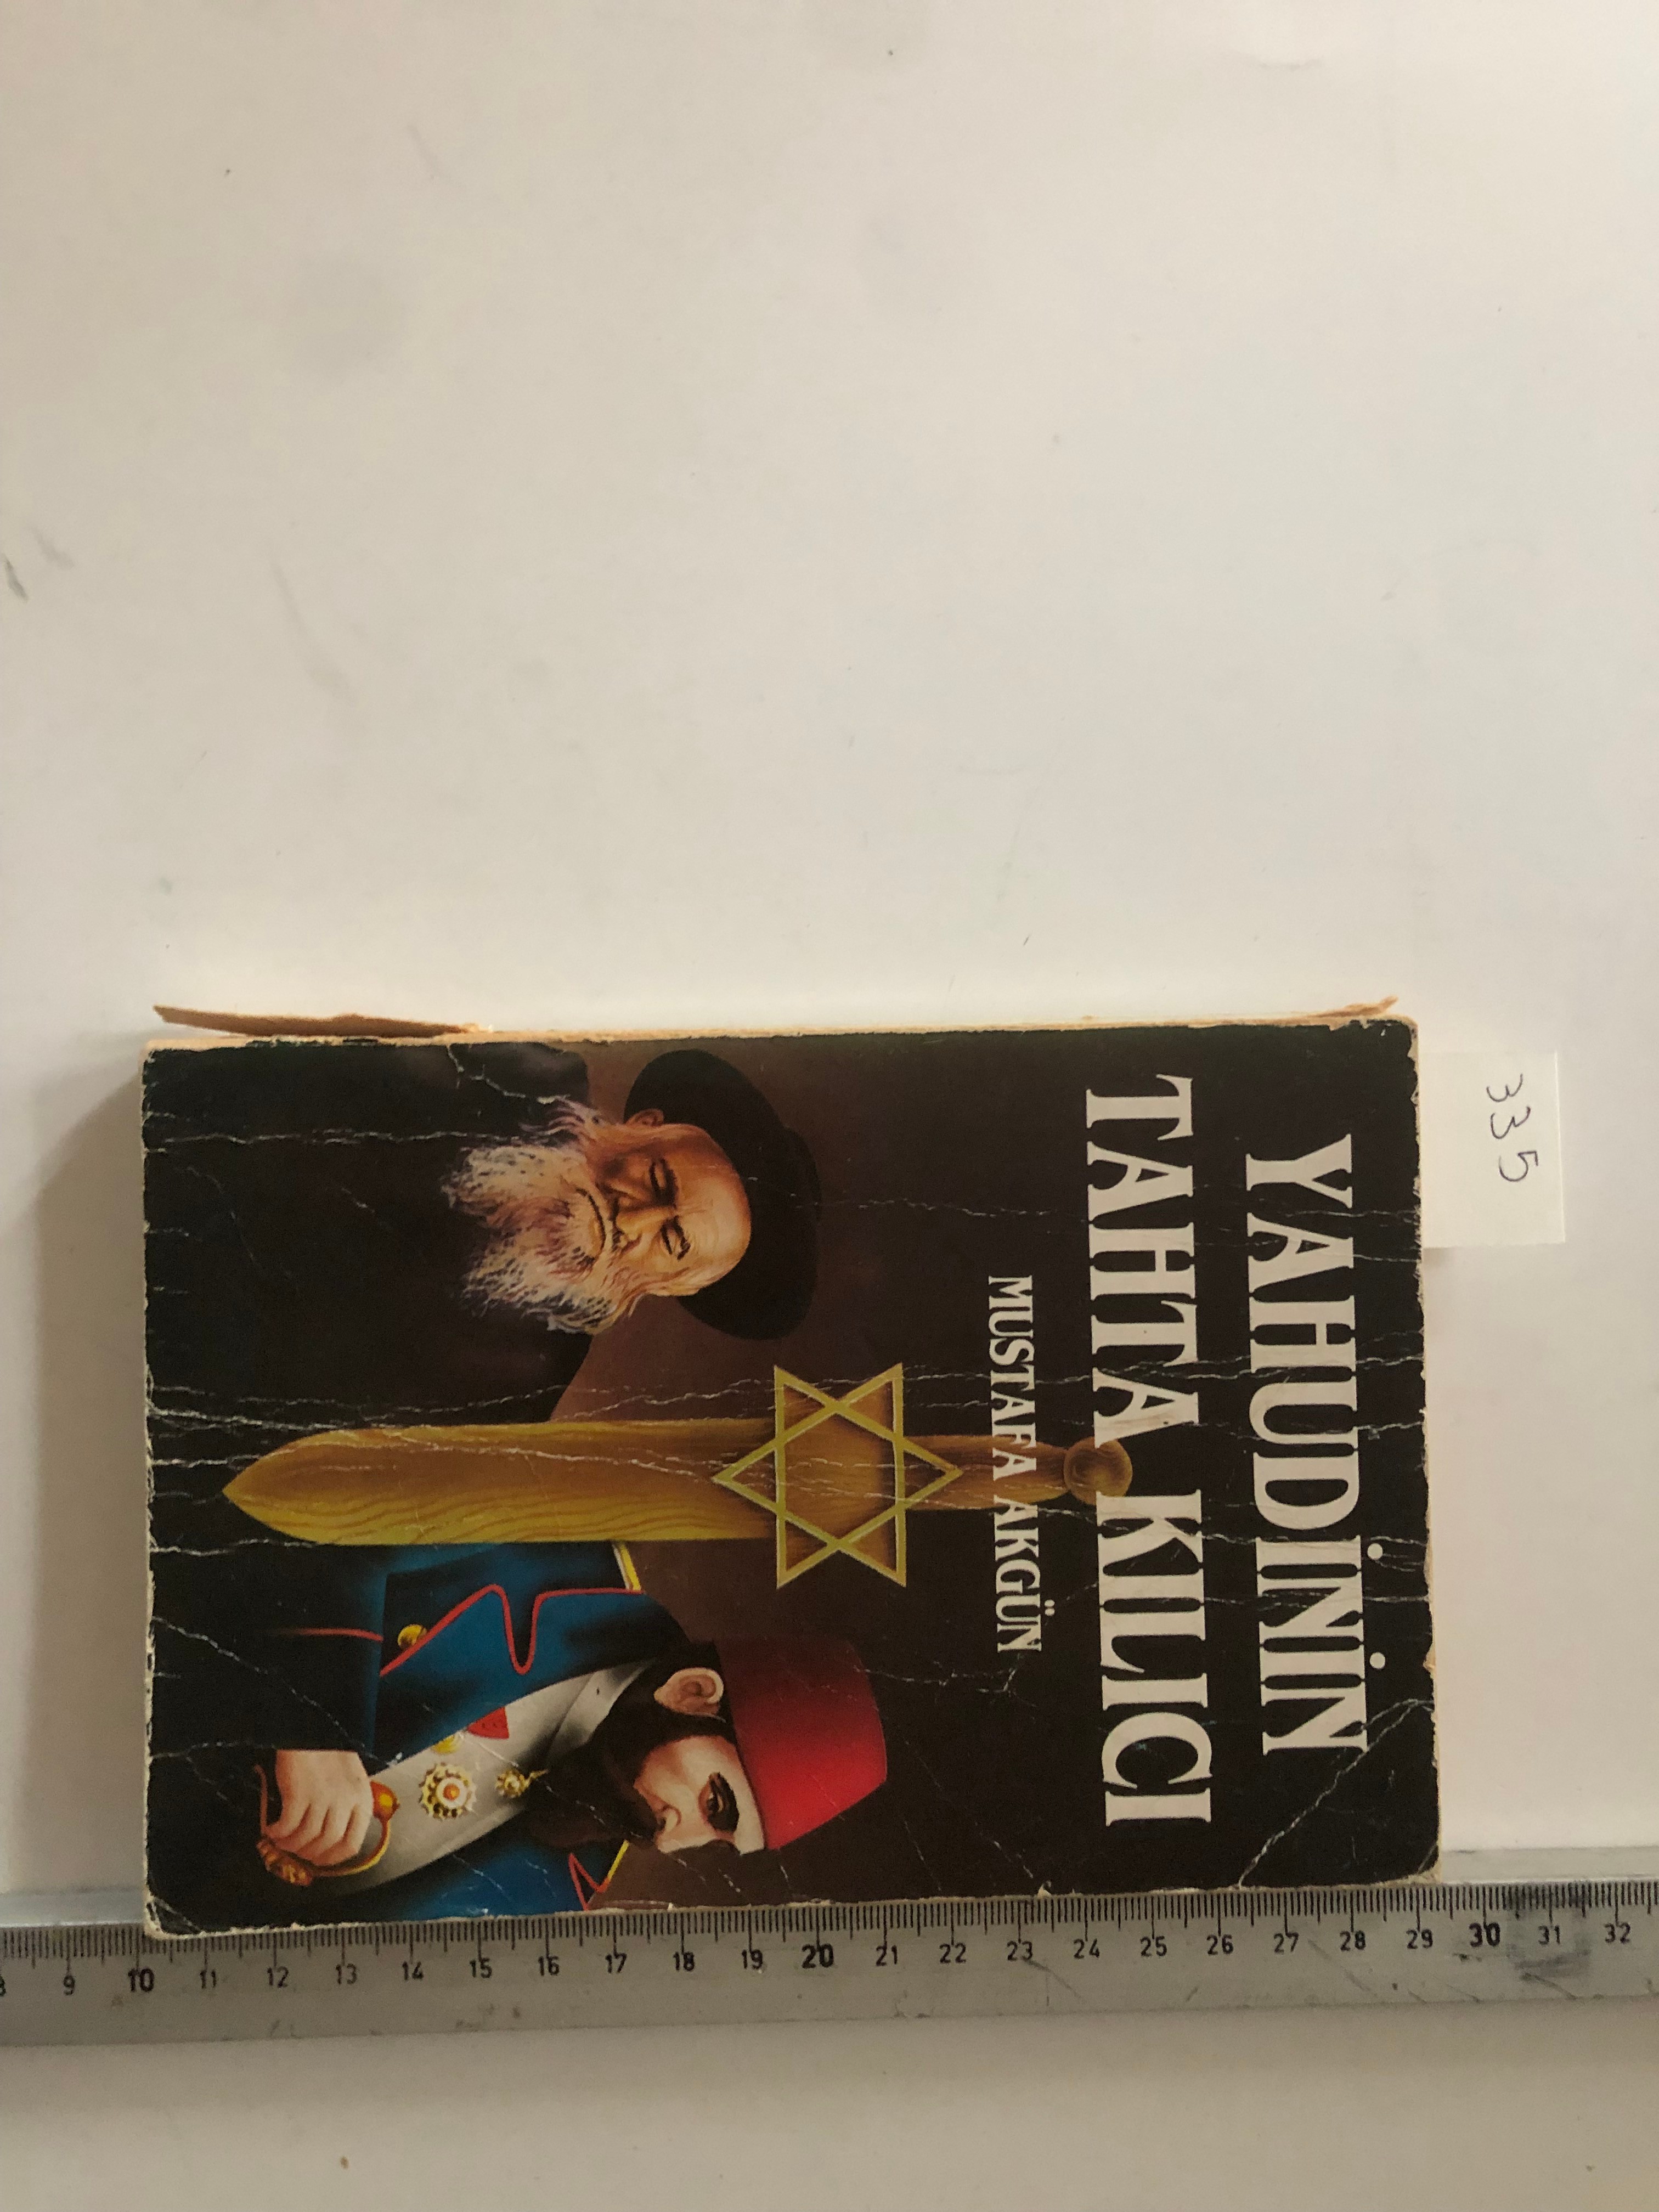 335
YAHUDİNİN
TAHTA KILICI
MUSTAFA AKGÜN
8 9 10 11 12 13 14 15 16 17 18 19 20 21 22 23 24 25 26 27 28 29 30 31 32